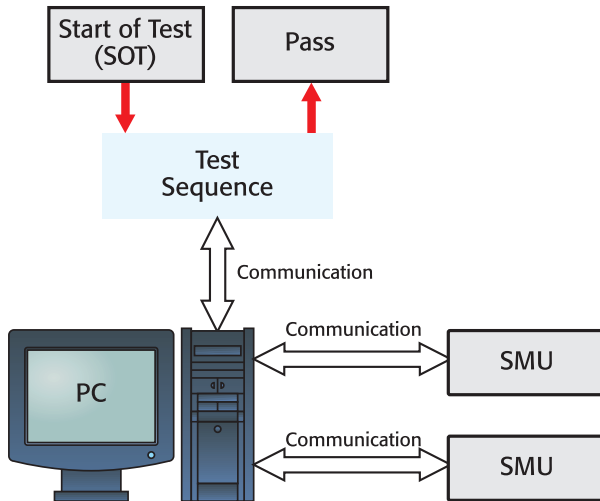 Start of Test
(SOT)
Pass
Test
Sequence
Communication
Communication
PC
SMU
Communication
SMU